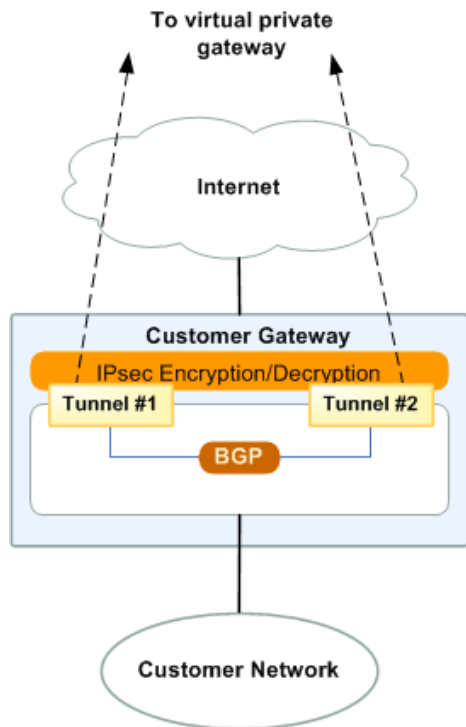 To virtual private
gateway
Internet
Customer Gateway
IPsec Encryption/Decryption
Tunnel #1
Tunnel #2
BGP
Customer Network